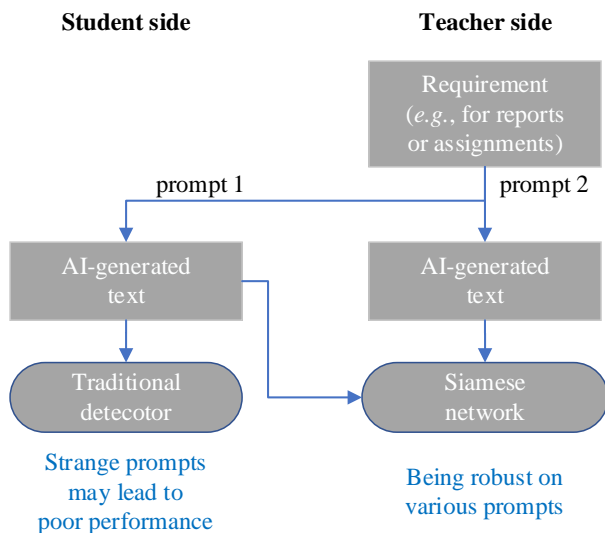 Student side
Teacher side
Requirement
(e.g., for reports
or assignments)
prompt 1
prompt 2
AI-generated
text
AI-generated
text
Traditional
detecotor
Siamese
network
Strange prompts
may lead to
poor performance
Being robust on
various prompts